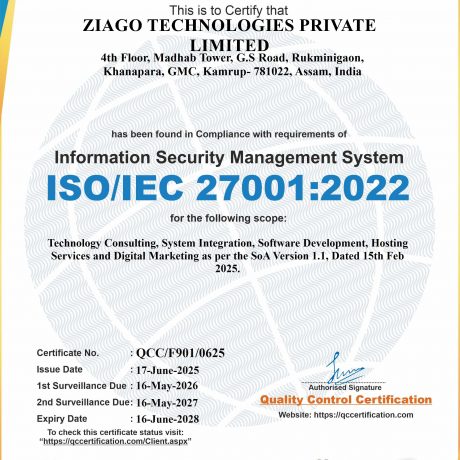 This is to Certify that
ZIAGO TECHNOLOGIES PRIVATE
LIMITED
4th Floor, Madhab Tower, G.S Road, Rukminigaon,
Khanapara, GMC, Kamrup- 781022, Assam, India
has been found in Compliance with requirements of
Information Security Management System
ISO/IEC 27001:2022
for the following scope:
Technology Consulting, System Integration, Software Development, Hosting
Services and Digital Marketing as per the SoA Version 1.1, Dated 15th Feb
2025.
Certificate No. : QCC/F901/0625
Issue Date : 17-June-2025
1st Surveillance Due : 16-May-2026
2nd Surveillance Due : 16-May-2027
Expiry Date : 16-June-2028
To check this certificate status visit:
“https://qccertification.com/Client.aspx”
Authorised Signature
Quality Control Certification
Website: https://qccertification.com